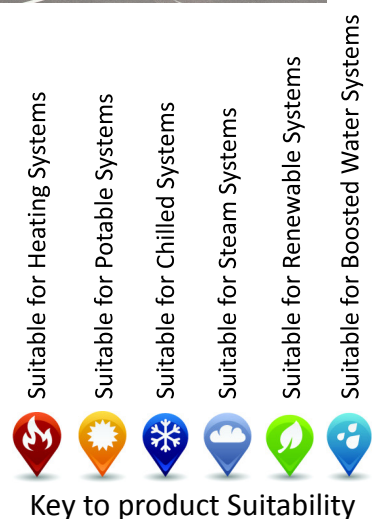 Suitable for Heating Systems
Suitable for Potable Systems
Suitable for Chilled Systems
Suitable for Steam Systems
Suitable for Renewable Systems
Suitable for Boosted Water Systems
Key to product Suitability